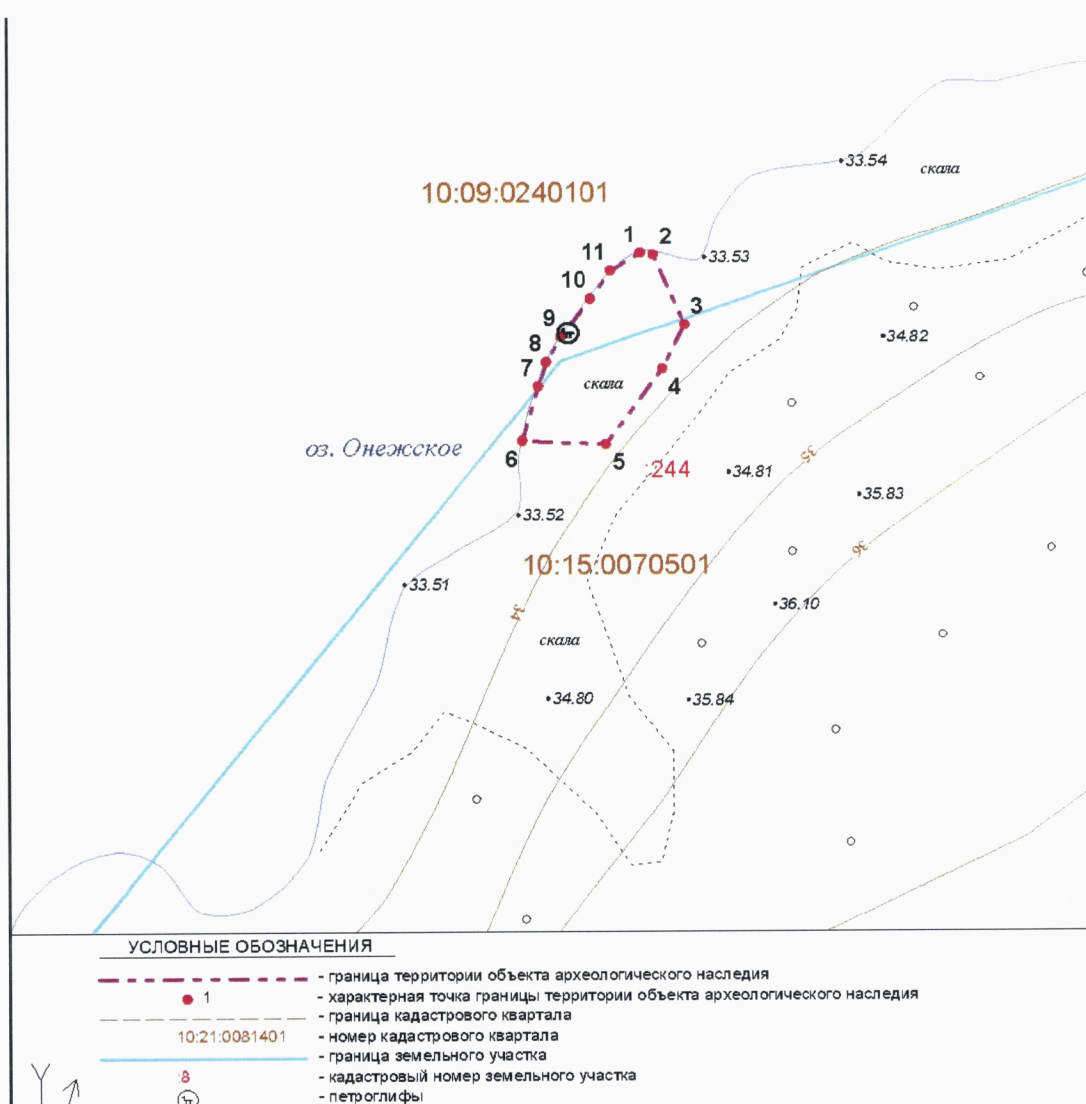 33.54
скала
10:09:0240101
1
2
11
33.53
10
3
9
34.82
8
7
скала
4
оз. Онежское
6
5
:244
34.81
35
35.83
33.52
36
10:15:0070501
33.51
36.10
34
скала
34.80
35.84
УСЛОВНЫЕ ОБОЗНАЧЕНИЯ
- граница территории объекта археологического наследия
1 - характерная точка границы территории объекта археологического наследия
- граница кадастрового квартала
10:21:0081401 - номер кадастрового квартала
- граница земельного участка
:8 - кадастровый номер земельного участка
- петроглифы